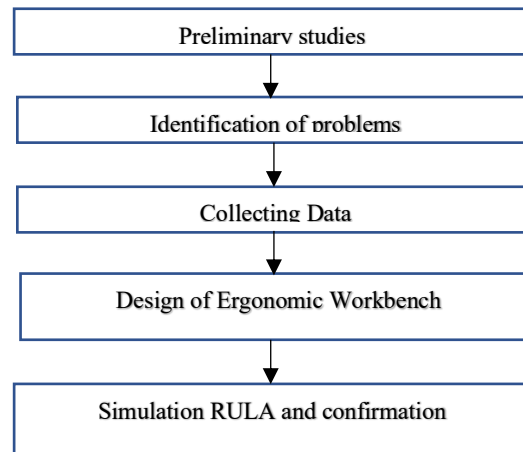 Preliminary studies
Identification of problems
Collecting Data
Design of Ergonomic Workbench
Simulation RULA and confirmation